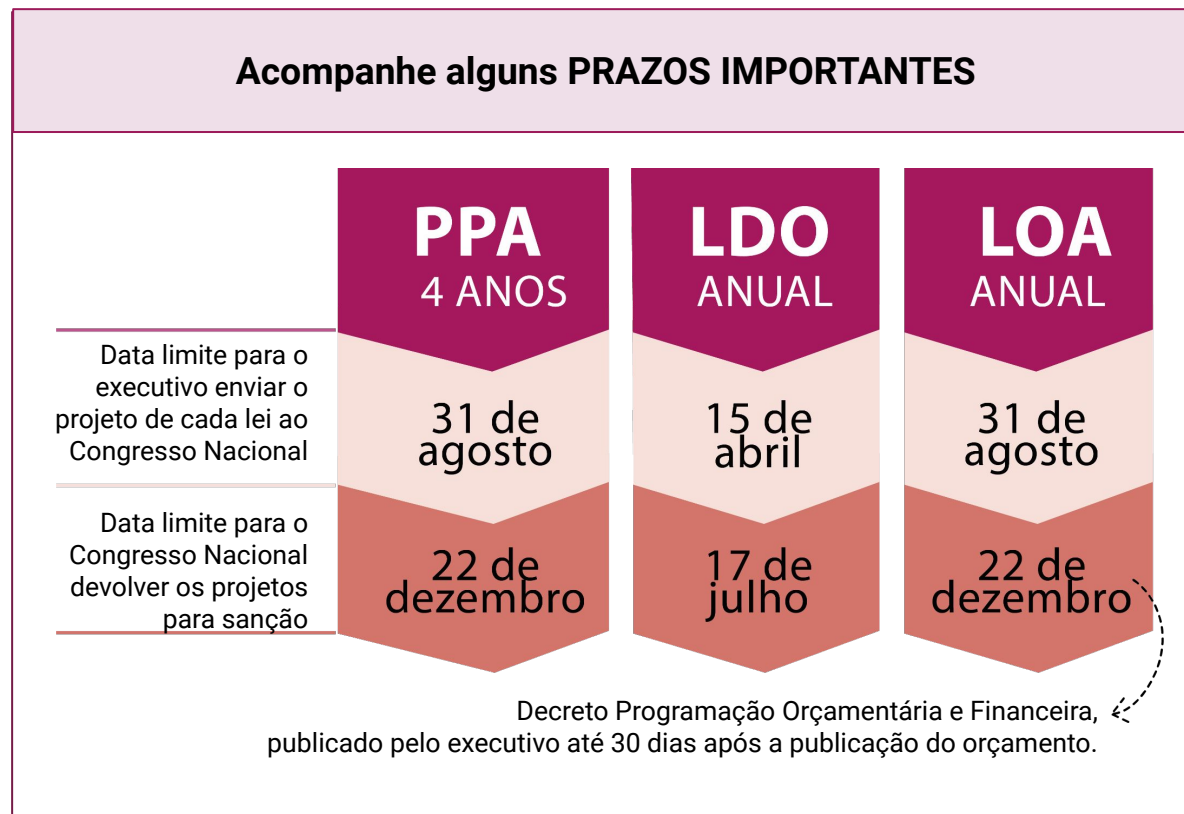 Acompanhe alguns PRAZOS IMPORTANTES
PPA
4 ANOS
LDO
ANUAL
LOA
ANUAL
Data limite para o
executivo enviar o
projeto de cada lei ao
Congresso Nacional
31 de
agosto
15 de
abril
31 de
agosto
Data limite para o
Congresso Nacional
devolver os projetos
para sanção
22 de
dezembro
17 de
julho
22 de
dezembro
Decreto Programação Orçamentária e Financeira,
publicado pelo executivo até 30 dias após a publicação do orçamento.